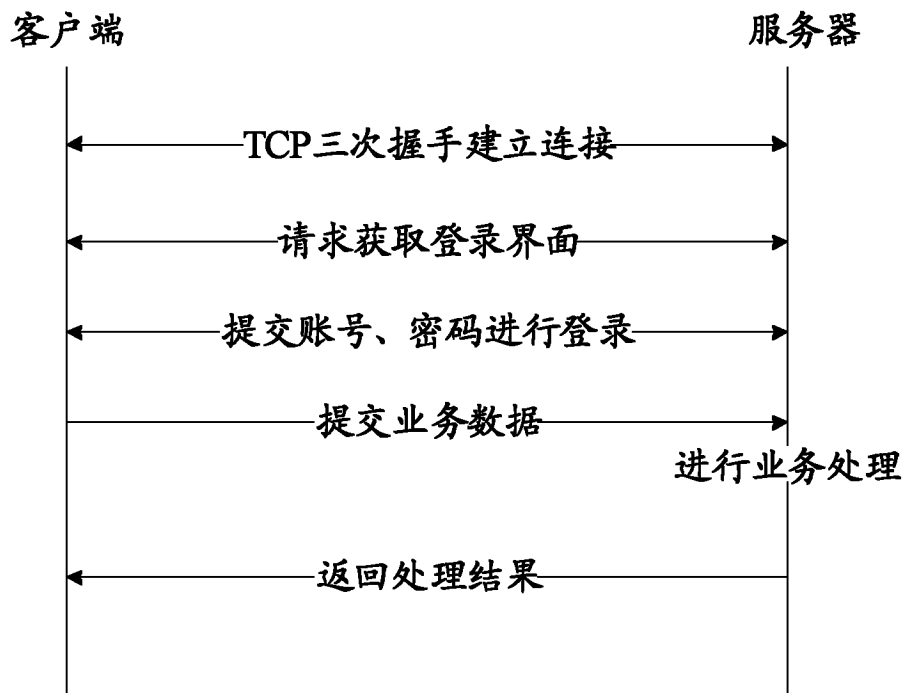 客户端
服务器
TCP三次握手建立连接
请求获取登录界面
提交账号、密码进行登录
提交业务数据
进行业务处理
返回处理结果